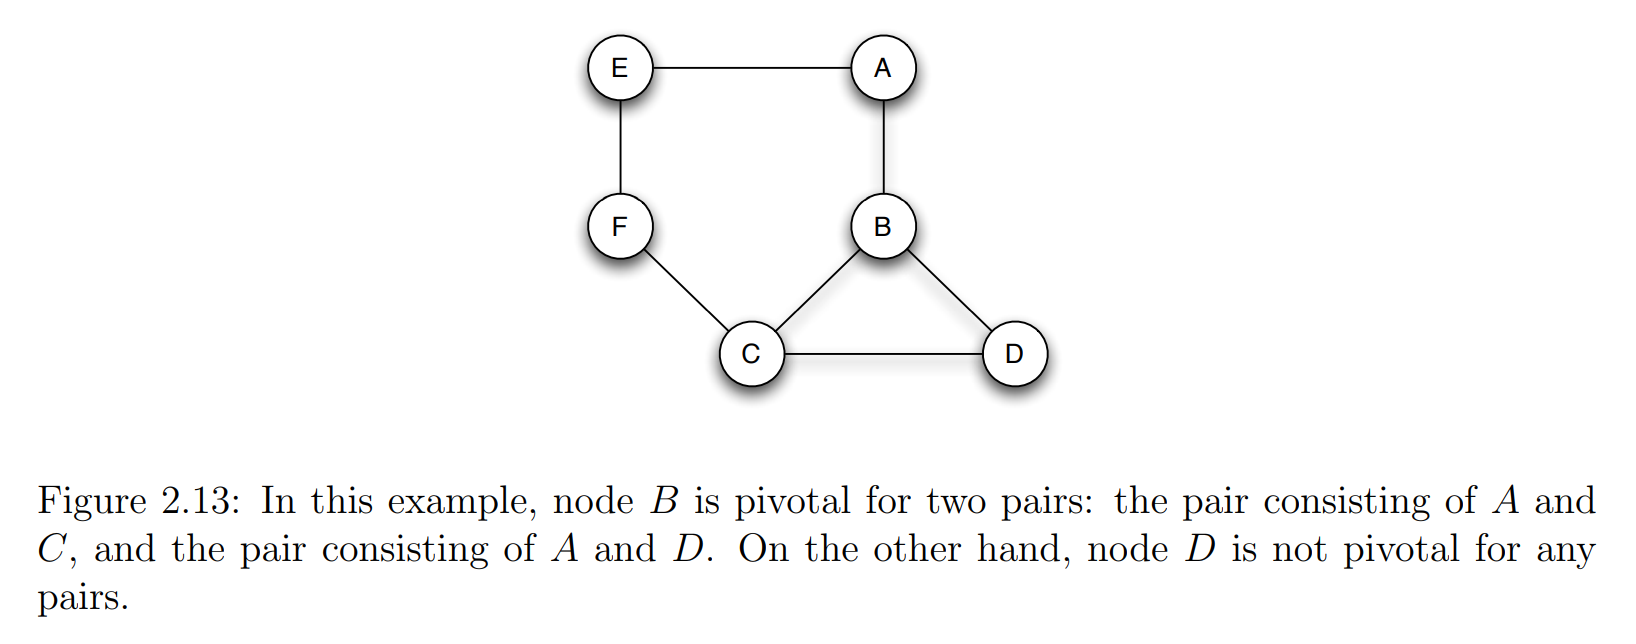 E A
F B
C D
Figure 2.13: In this example, node B is pivotal for two pairs: the pair consisting of A and
C, and the pair consisting of A and D. On the other hand, node D is not pivotal for any
pairs.